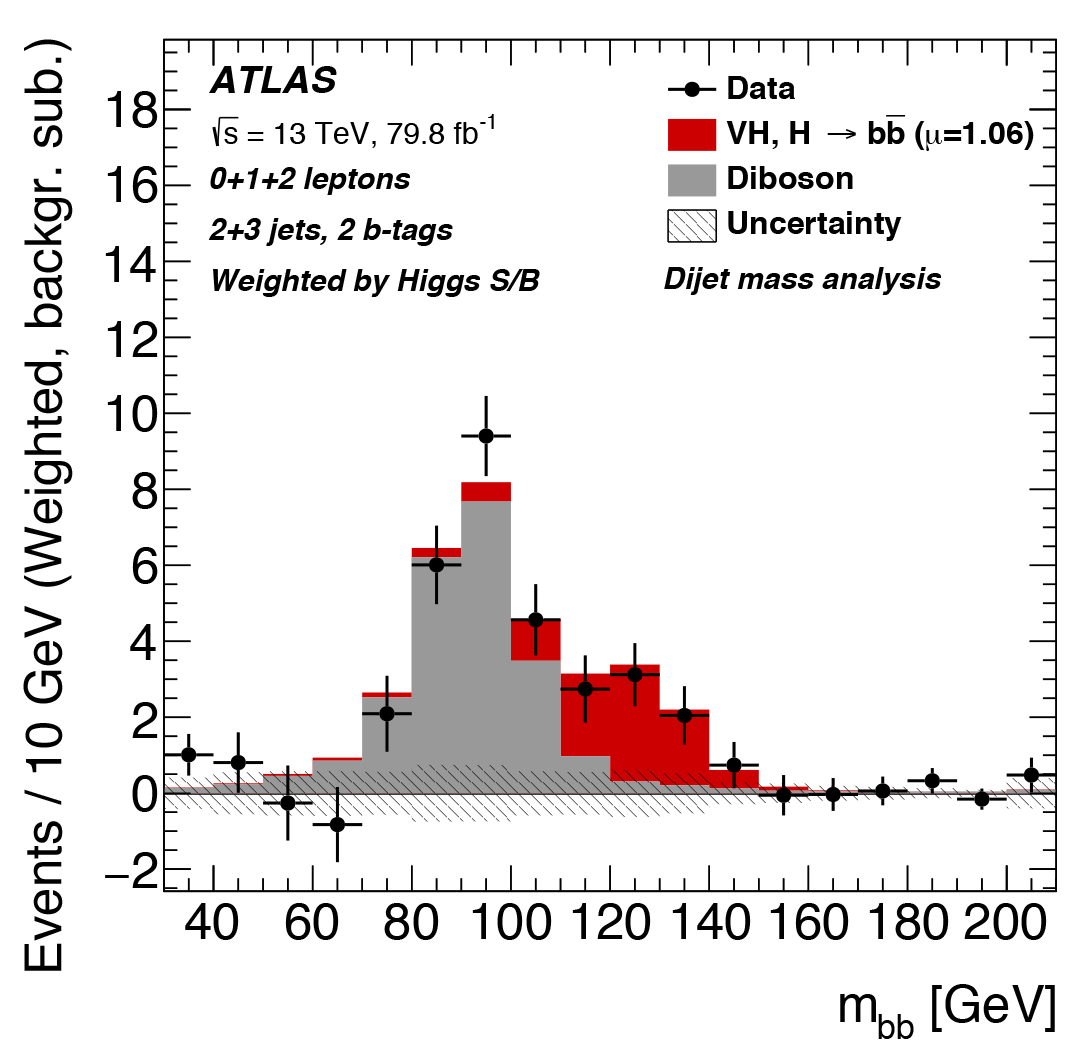 Events / 10 GeV (Weighted, backgr. sub.)
18
16
14
12
10
8
6
4
2
0
−2
ATLAS
√s = 13 TeV, 79.8 fb⁻¹
0+1+2 leptons
2+3 jets, 2 b-tags
Weighted by Higgs S/B
Data
VH, H → bb̅ (μ=1.06)
Diboson
Uncertainty
Dijet mass analysis
40 60 80 100 120 140 160 180 200
m_bb [GeV]